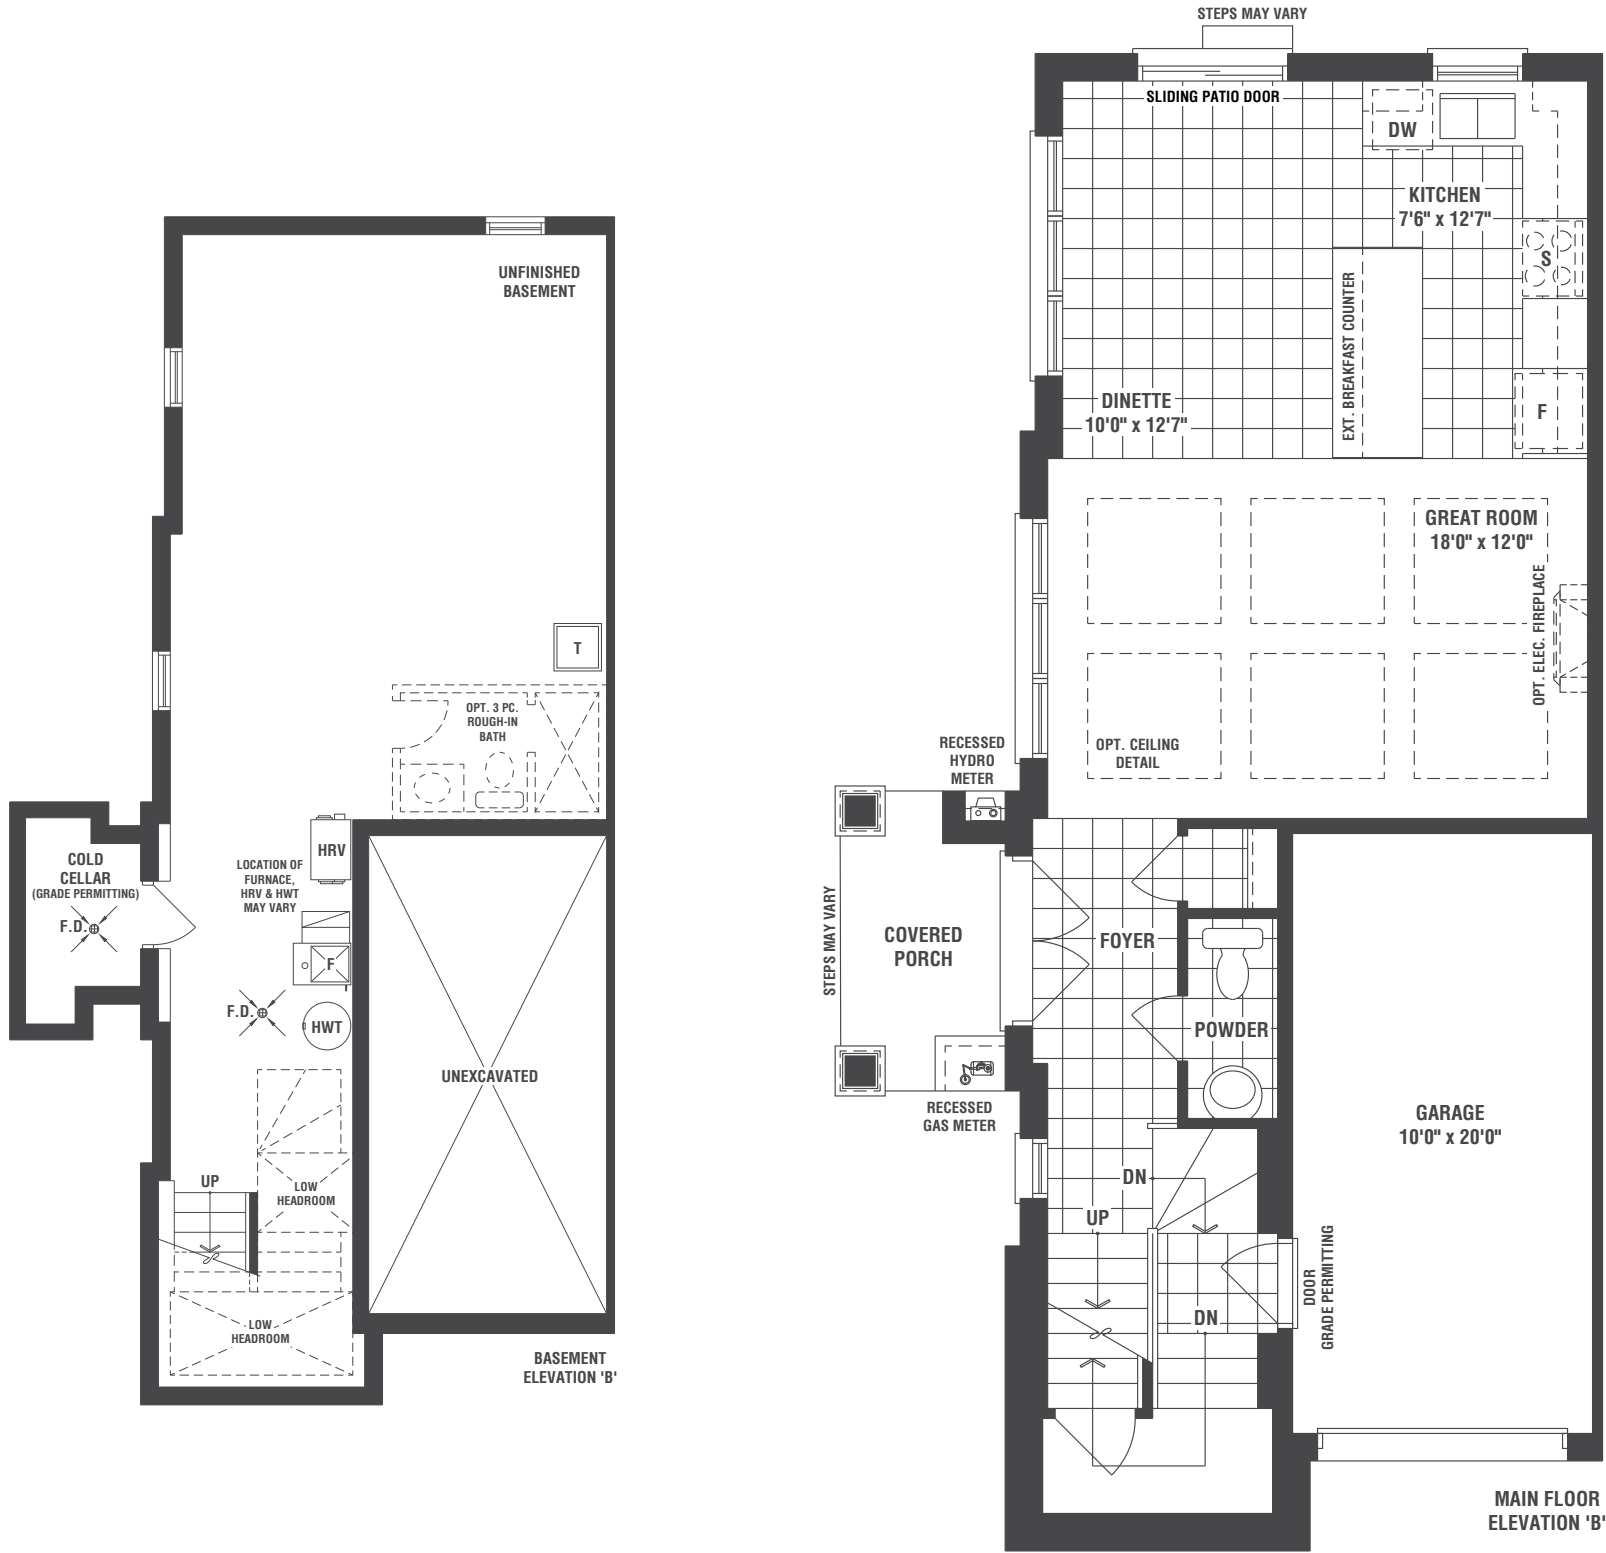 UNFINISHED
BASEMENT
T
OPT. 3 PC.
ROUGH-IN
BATH
COLD
CELLAR
(GRADE PERMITTING)
F.D.
HRV
LOCATION OF
FURNACE,
HRV & HWT
MAY VARY
F
F.D.
HWT
UNEXCAVATED
UP
LOW
HEADROOM
LOW
HEADROOM
BASEMENT
ELEVATION 'B'
STEPS MAY VARY
SLIDING PATIO DOOR
DW
KITCHEN
7'6" x 12'7"
S
EXT. BREAKFAST COUNTER
DINETTE
10'0" x 12'7"
F
GREAT ROOM
18'0" x 12'0"
OPT. ELEC. FIREPLACE
OPT. CEILING
DETAIL
RECESSED
HYDRO
METER
STEPS MAY VARY
COVERED
PORCH
FOYER
POWDER
RECESSED
GAS METER
GARAGE
10'0" x 20'0"
DN
UP
DN
DOOR
GRADE PERMITTING
MAIN FLOOR
ELEVATION 'B'